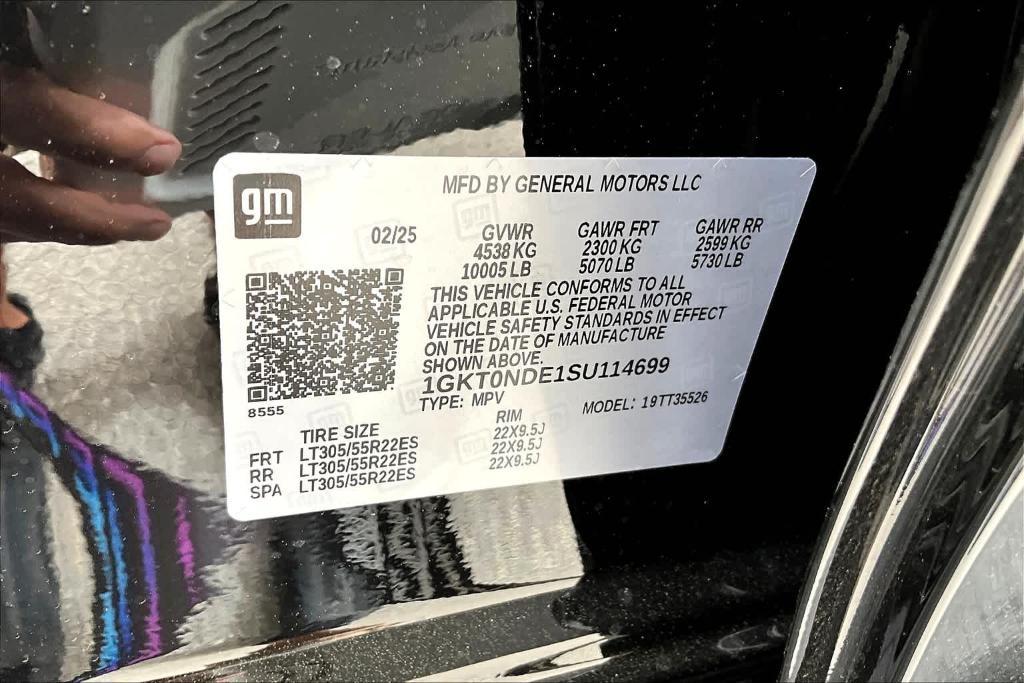 gm
MFD BY GENERAL MOTORS LLC
02/25 GVWR GAWR FRT GAWR RR
4538 KG 2300 KG 2599 KG
10005 LB 5070 LB 5730 LB
THIS VEHICLE CONFORMS TO ALL
APPLICABLE U.S. FEDERAL MOTOR
VEHICLE SAFETY STANDARDS IN EFFECT
ON THE DATE OF MANUFACTURE
SHOWN ABOVE.
1GKT0NDE1SU114699
TYPE: MPV MODEL: 19TT35526
8555
TIRE SIZE RIM
FRT LT305/55R22ES 22X9.5J
RR LT305/55R22ES 22X9.5J
SPA LT305/55R22ES 22X9.5J